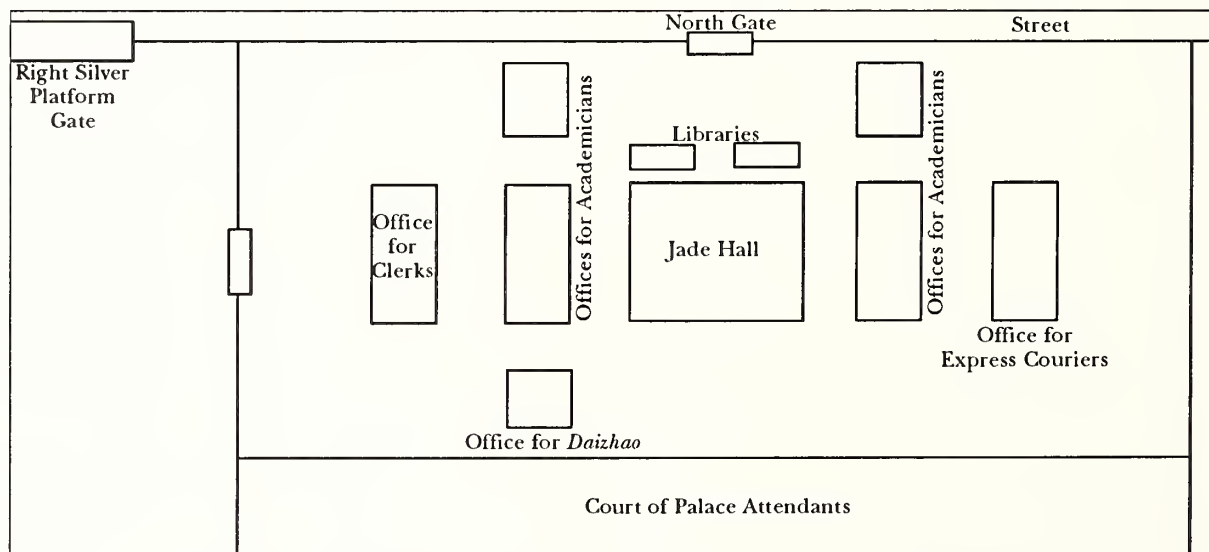 North Gate
Street
Right Silver
Platform
Gate
Offices for Academicians
Libraries
Offices for Academicians
Office
for
Clerks
Jade Hall
Office for
Express Couriers
Office for Daizhao
Court of Palace Attendants